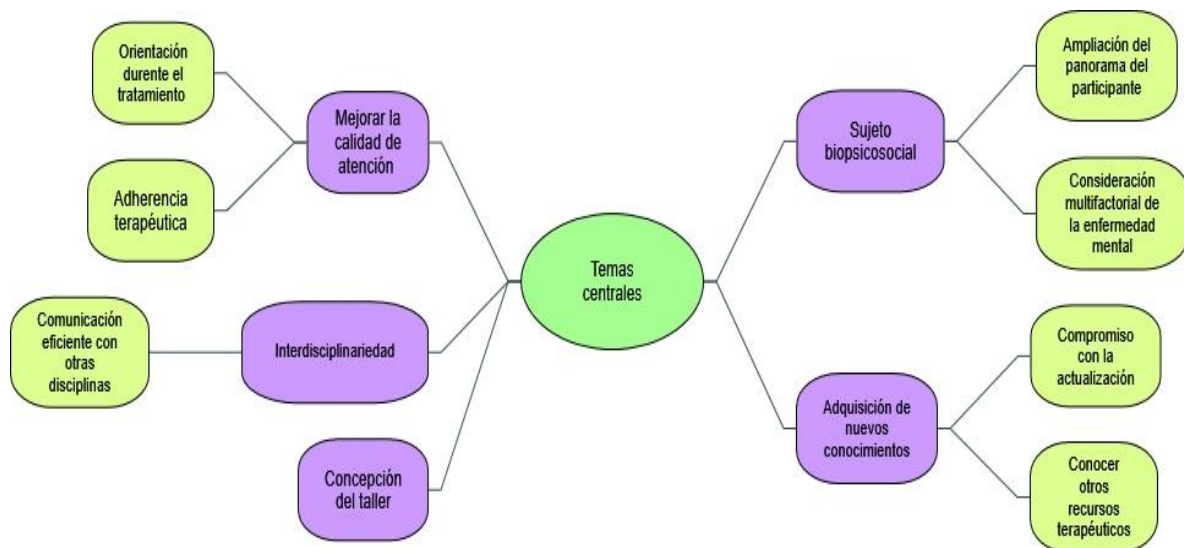 Orientación
durente el
tratamiento
Adherencia
terapéutica
Mejorar la
calidad de
atención
Comunicación
eficiente con
otras
disciplinas
Interdisciplinariedad
Concepción
del taller
Temas
centrales
Sujeto
biopsicosocial
Ampliación del
panorama del
participante
Consideración
multifactorial de
la enfermedad
mental
Adquisición de
nuevos
conocimientos
Compromiso
con la
actualización
Conocer
otros
recursos
terapéuticos